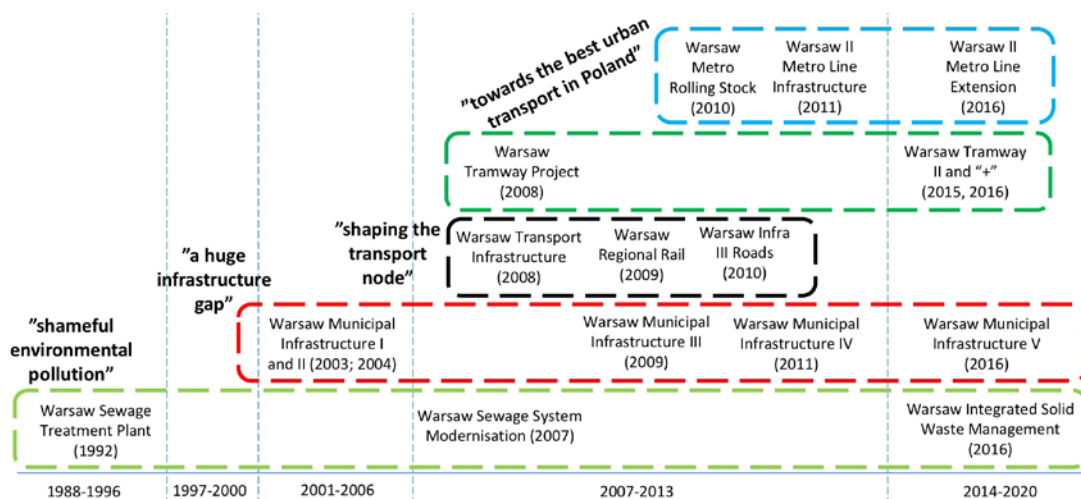 "towards the best urban
transport in Poland"
Warsaw
Metro
Rolling Stock
(2010)
Warsaw II
Metro Line
Infrastructure
(2011)
Warsaw II
Metro Line
Extension
(2016)
Warsaw
Tramway Project
(2008)
Warsaw Tramway
II and “+”
(2015, 2016)
”shaping the
transport
node”
Warsaw Transport
Infrastructure
(2008)
Warsaw
Regional Rail
(2009)
Warsaw Infra
III Roads
(2010)
”a huge
infrastructure
gap”
Warsaw Municipal
Infrastructure I
and II (2003; 2004)
Warsaw Municipal
Infrastructure III
(2009)
Warsaw Municipal
Infrastructure IV
(2011)
Warsaw Municipal
Infrastructure V
(2016)
”shameful
environmental
pollution”
Warsaw Sewage
Treatment Plant
(1992)
Warsaw Sewage System
Modernisation (2007)
Warsaw Integrated Solid
Waste Management
(2016)
1988-1996
1997-2000
2001-2006
2007-2013
2014-2020